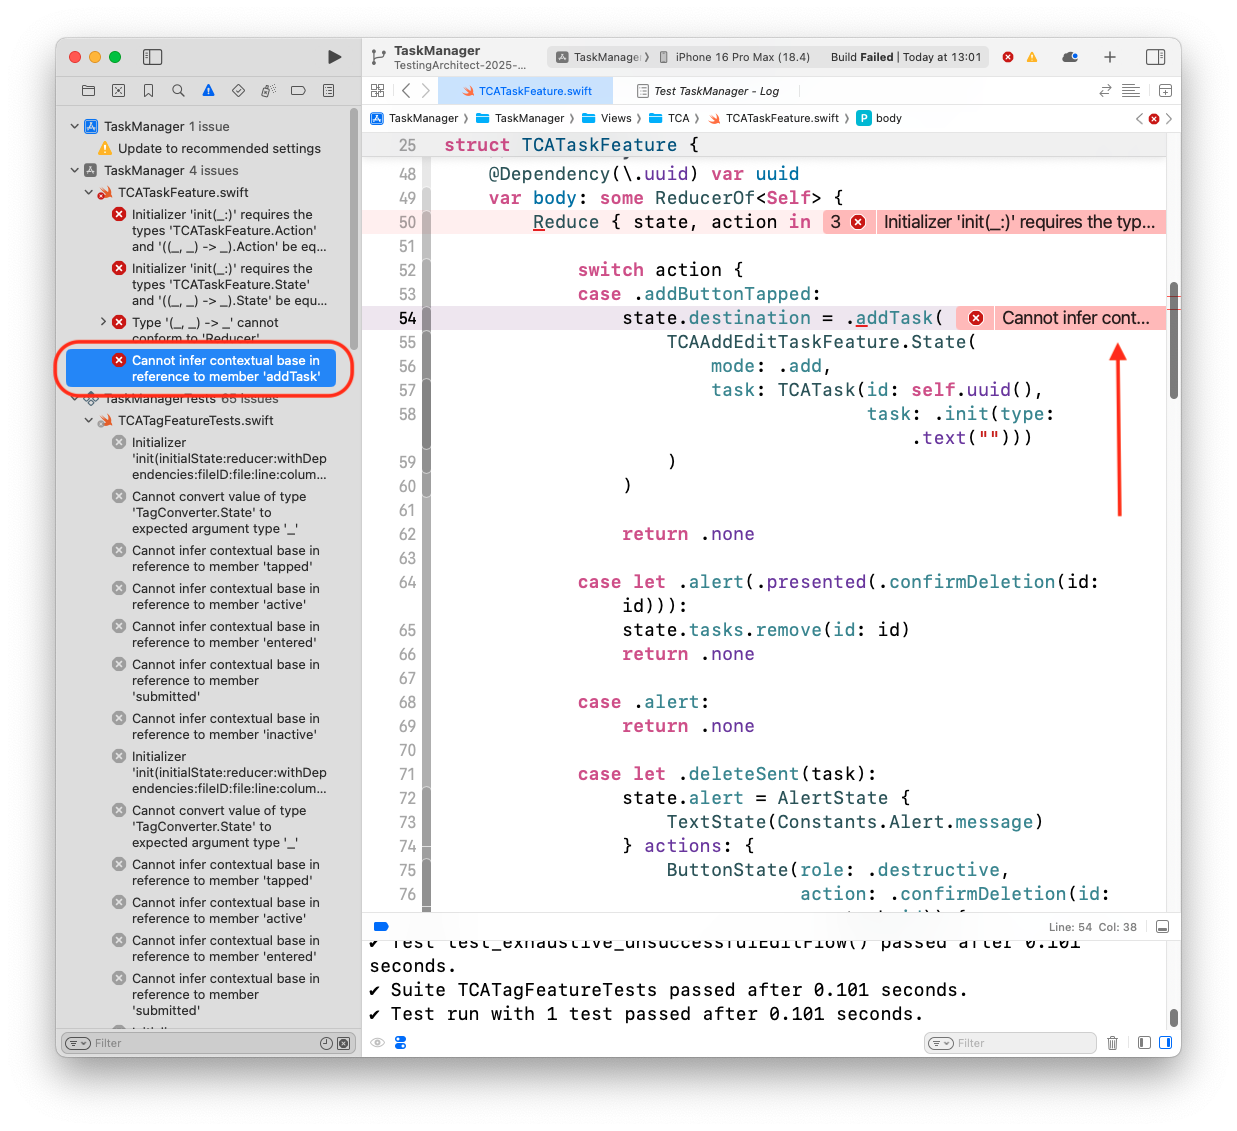 TaskManager
TestingArchitect-2025-...
TaskManager
iPhone 16 Pro Max (18.4)
Build Failed | Today at 13:01
TCATaskFeature.swift
Test TaskManager - Log
TaskManager
TaskManager
Views
TCA
TCATaskFeature.swift
P body
TaskManager 1 issue
Update to recommended settings
TaskManager 4 issues
TCATaskFeature.swift
Initializer 'init(_:)' requires the
types 'TCATaskFeature.Action'
and '((_, _) -> _).Action' be eq...
Initializer 'init(_:)' requires the
types 'TCATaskFeature.State'
and '((_, _) -> _).State' be equ...
Type '(_, _) -> _' cannot
conform to 'Reducer'
Cannot infer contextual base in
reference to member 'addTask'
TaskManagerTests 65 issues
TCATagFeatureTests.swift
Initializer
'init(initialState:reducer:withDep
endencies:fileID:file:line:colum...
Cannot convert value of type
'TagConverter.State' to
expected argument type '_'
Cannot infer contextual base in
reference to member 'tapped'
Cannot infer contextual base in
reference to member 'active'
Cannot infer contextual base in
reference to member 'entered'
Cannot infer contextual base in
reference to member
'submitted'
Cannot infer contextual base in
reference to member 'inactive'
Initializer
'init(initialState:reducer:withDep
endencies:fileID:file:line:colum...
Cannot convert value of type
'TagConverter.State' to
expected argument type '_'
Cannot infer contextual base in
reference to member 'tapped'
Cannot infer contextual base in
reference to member 'active'
Cannot infer contextual base in
reference to member 'entered'
Cannot infer contextual base in
reference to member
'submitted'
Filter
25 struct TCATaskFeature {
48 @Dependency(\.uuid) var uuid
49 var body: some ReducerOf<Self> {
50 Reduce { state, action in 3 Initializer 'init(_:)' requires the typ...
51
52 switch action {
53 case .addButtonTapped:
54 state.destination = .addTask( Cannot infer cont...
55 TCAAddEditTaskFeature.State(
56 mode: .add,
57 task: TCATask(id: self.uuid(),
58 task: .init(type:
.text("")))
59 )
60 )
61
62 return .none
63
64 case let .alert(.presented(.confirmDeletion(id:
id))):
65 state.tasks.remove(id: id)
66 return .none
67
68 case .alert:
69 return .none
70
71 case let .deleteSent(task):
72 state.alert = AlertState {
73 TextState(Constants.Alert.message)
74 } actions: {
75 ButtonState(role: .destructive,
76 action: .confirmDeletion(id:
Line: 54 Col: 38
✔ Test test_exhaustive_unsuccessfulEditFlow() passed after 0.101
seconds.
✔ Suite TCATagFeatureTests passed after 0.101 seconds.
✔ Test run with 1 test passed after 0.101 seconds.
Filter